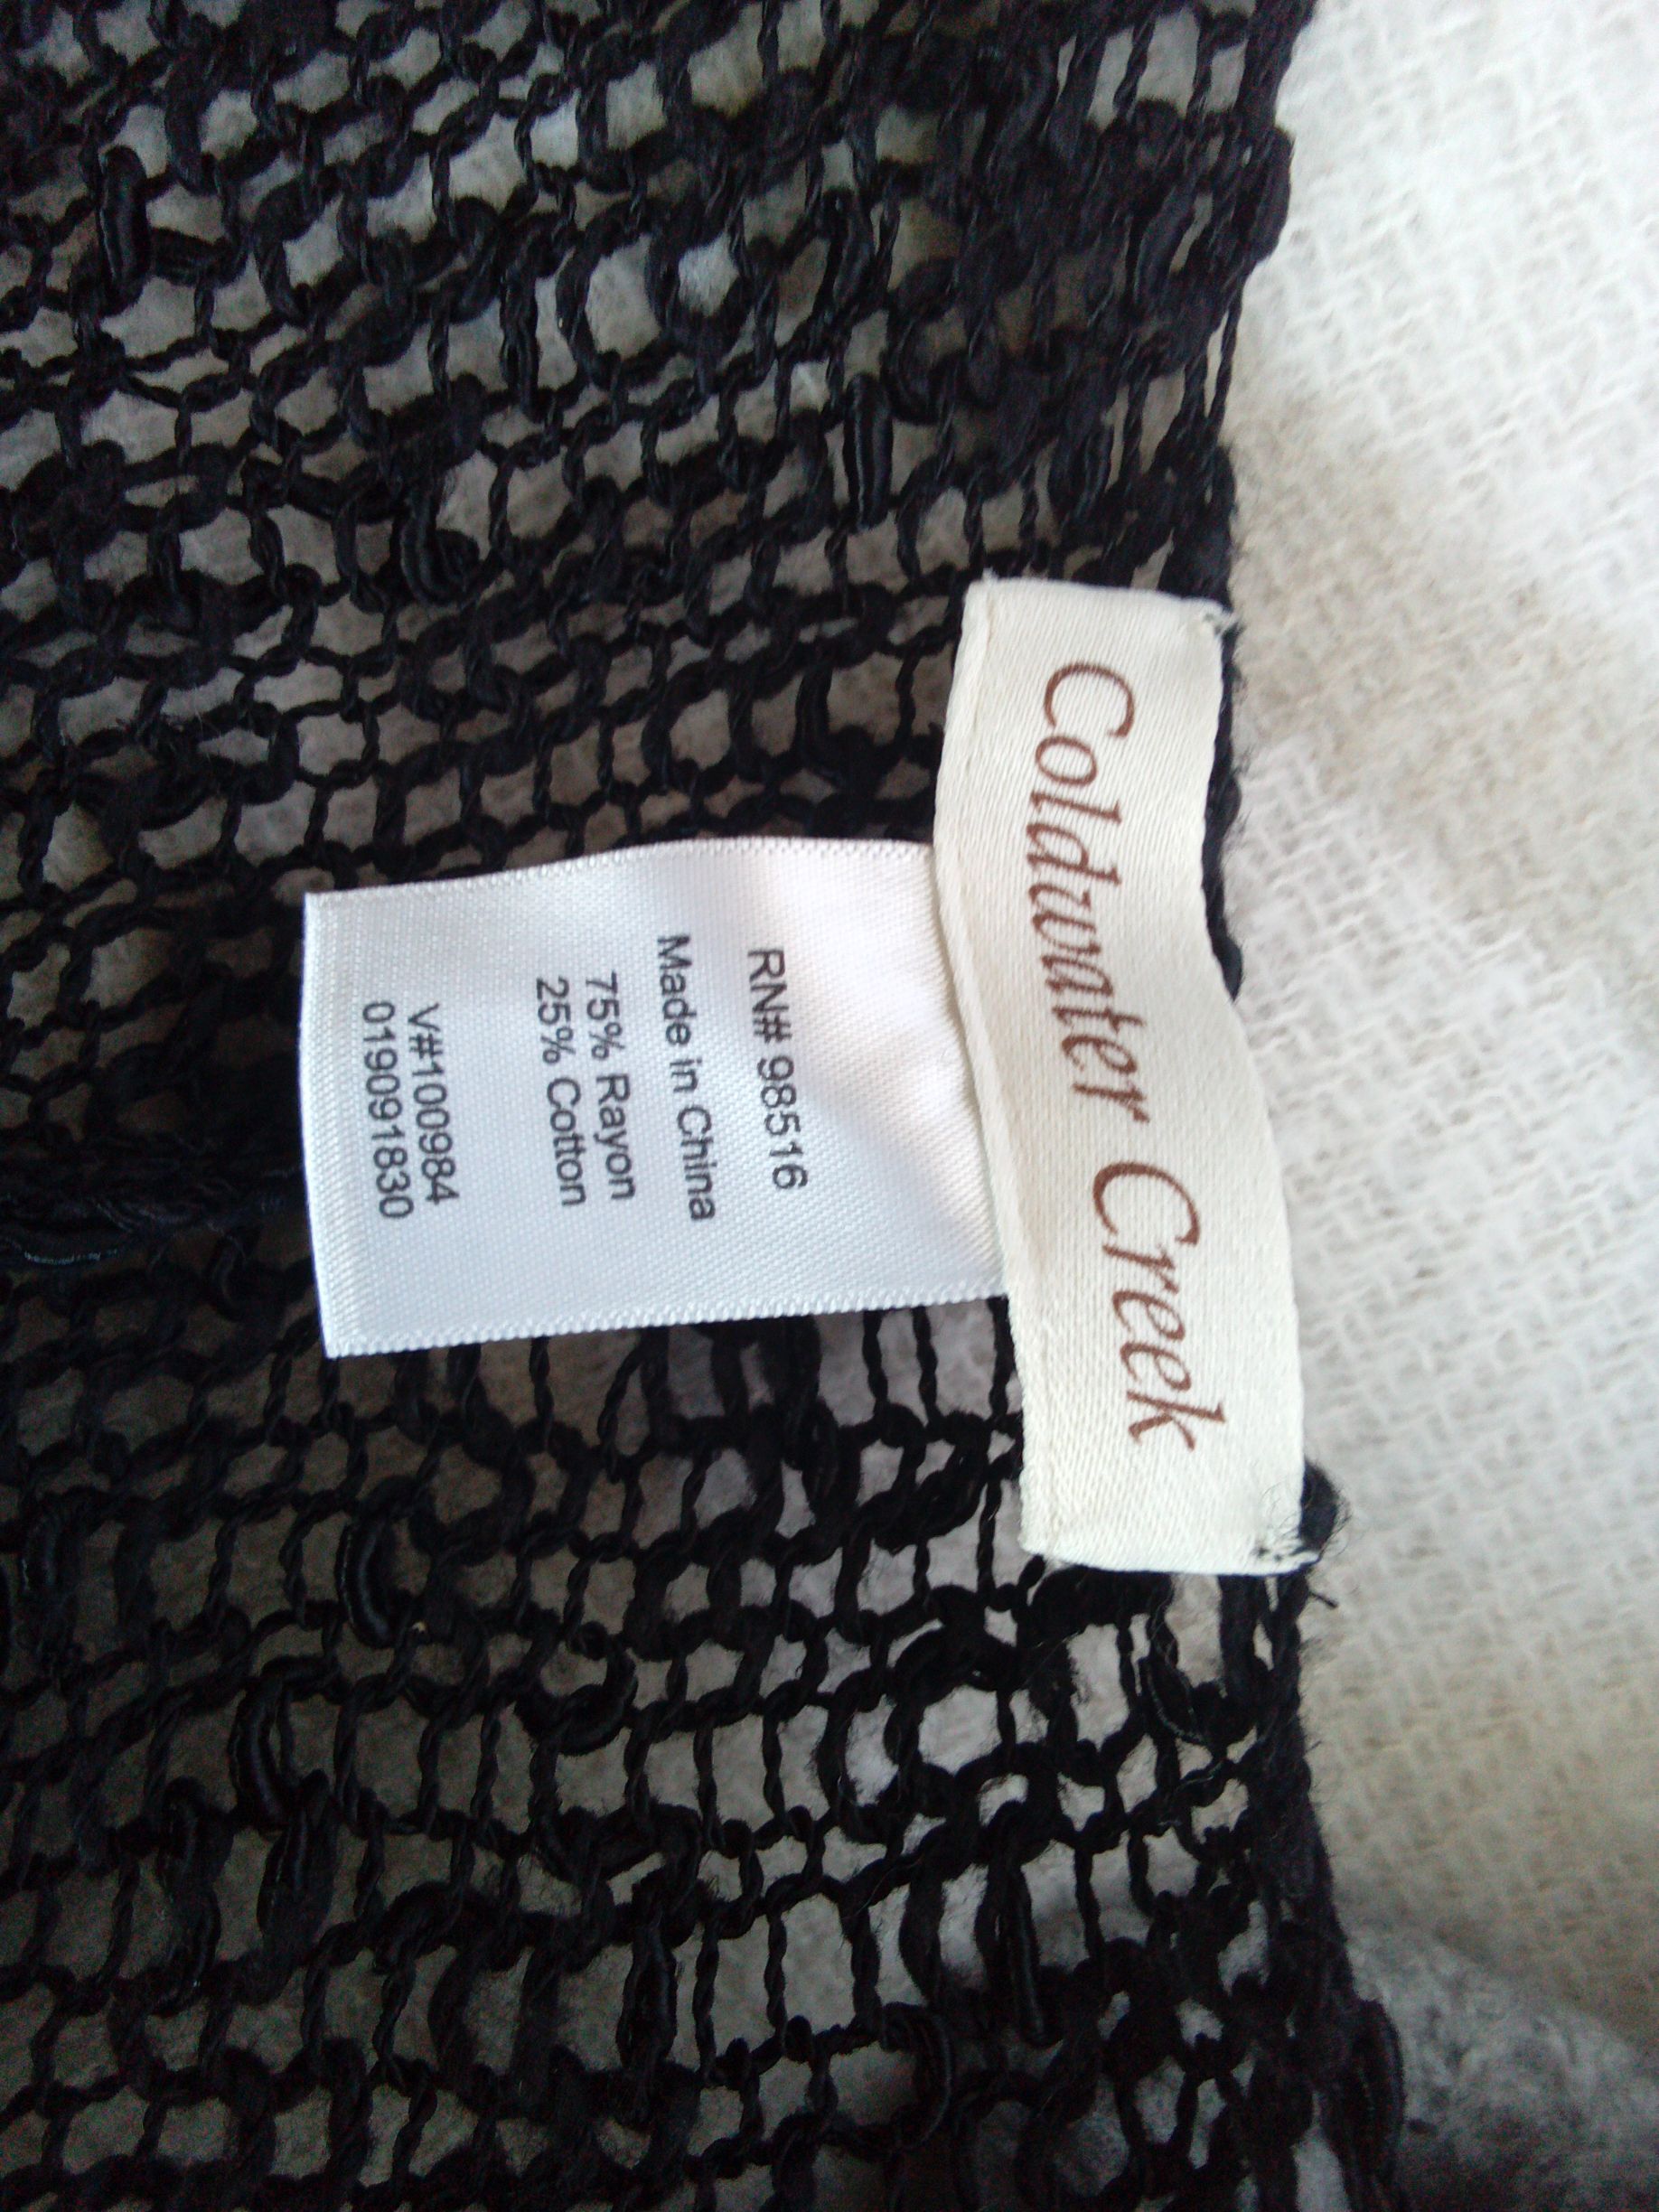 Coldwater Creek
RN# 98516
Made in China
75% Rayon
25% Cotton
V#100984
019091830